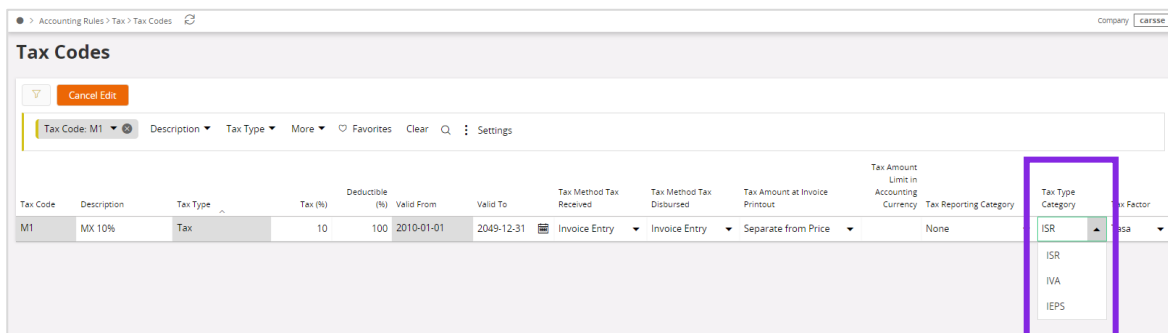 > Accounting Rules > Tax > Tax Codes
Company carsse
Tax Codes
Cancel Edit
Tax Code: M1 Description Tax Type More Favorites Clear Settings
Tax Code Description Tax Type Tax (%) Deductible (%) Valid From Valid To Tax Method Tax Received Tax Method Tax Disbursed Tax Amount at Invoice Printout Tax Amount Limit in Accounting Currency Tax Reporting Category Tax Type Category Tax Factor
M1 MX 10% Tax 10 100 2010-01-01 2049-12-31 Invoice Entry Invoice Entry Separate from Price None ISR Tasa
ISR
IVA
IEPS